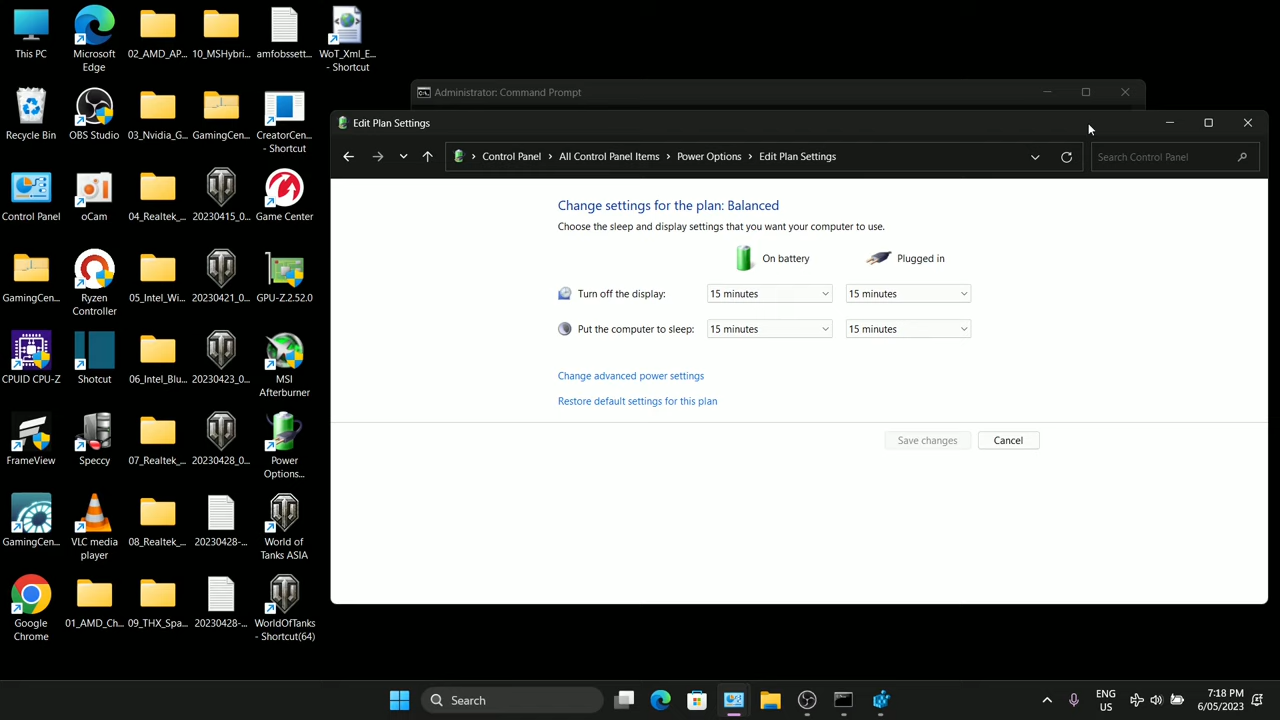 This PC
Microsoft
Edge
02_AMD_AP...
10_MSHybri...
amfobssett...
WoT_Xml_E...
- Shortcut
Recycle Bin
OBS Studio
03_Nvidia_G...
GamingCen...
CreatorCen...
- Shortcut
Control Panel
oCam
04_Realtek_...
20230415_0...
Game Center
GamingCen...
Ryzen
Controller
05_Intel_Wi...
20230421_0...
GPU-Z.2.52.0
CPUID CPU-Z
Shotcut
06_Intel_Blu...
20230423_0...
MSI
Afterburner
FrameView
Speccy
07_Realtek_...
20230428_0...
Power
Options...
GamingCen...
VLC media
player
08_Realtek_...
20230428-...
World of
Tanks ASIA
Google
Chrome
01_AMD_Ch...
09_THX_Spa...
20230428-...
WorldOfTanks
- Shortcut(64)
Administrator: Command Prompt
Edit Plan Settings
Control Panel > All Control Panel Items > Power Options > Edit Plan Settings
Search Control Panel
Change settings for the plan: Balanced
Choose the sleep and display settings that you want your computer to use.
On battery
Plugged in
Turn off the display: 15 minutes 15 minutes
Put the computer to sleep: 15 minutes 15 minutes
Change advanced power settings
Restore default settings for this plan
Save changes
Cancel
Search
ENG
US
7:18 PM
6/05/2023